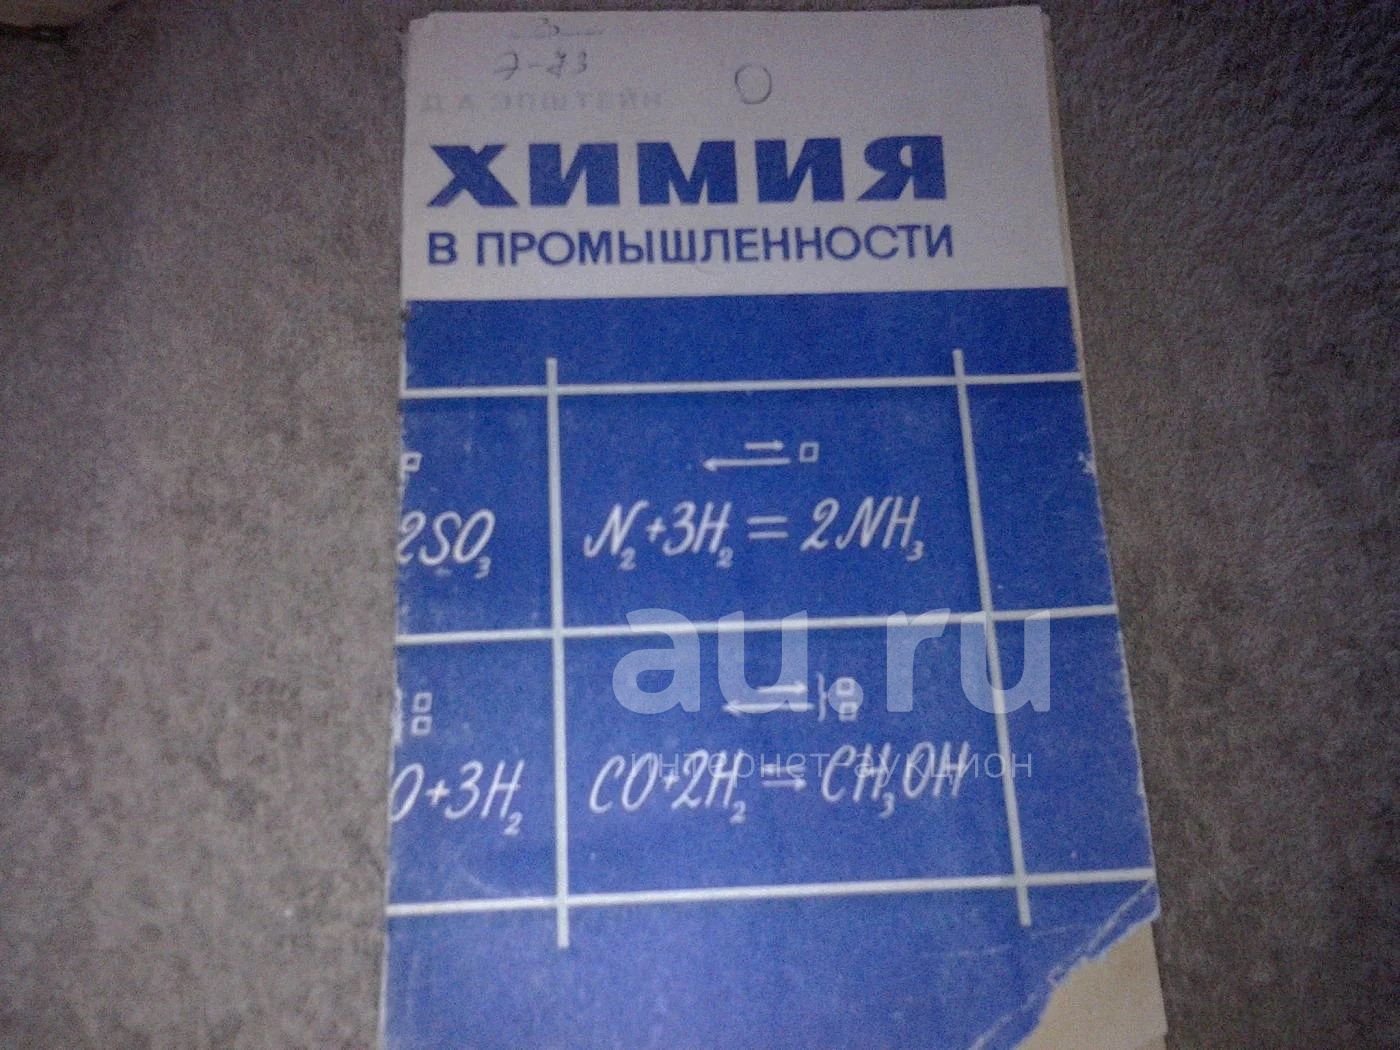 7-73
Д.А.ЭПШТЕЙН
ХИМИЯ
В ПРОМЫШЛЕННОСТИ
2SO₃
N₂+3H₂=2NH₃
O+3H₂
CO+2H₂⇌CH₃OH
au.ru
интернет аукцион